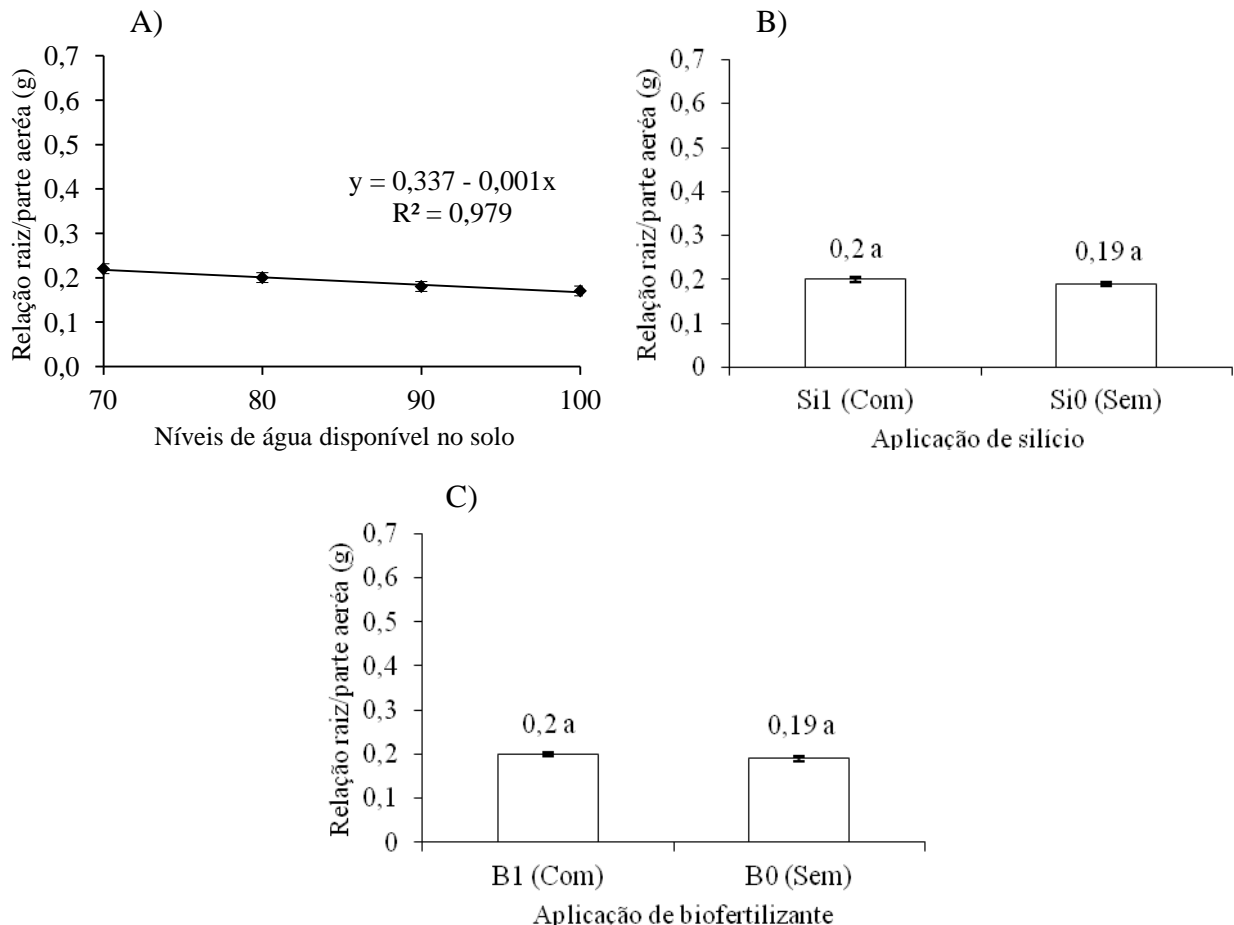 A)
Relação raiz/parte aeréa (g)
0,7
0,6
0,5
0,4
0,3
0,2
0,1
0,0
y = 0,337 - 0,001x
R² = 0,979
70 80 90 100
Níveis de água disponível no solo
B)
Relação raiz/parte aeréa (g)
0,7
0,6
0,5
0,4
0,3
0,2
0,1
0
0,2 a 0,19 a
Si1 (Com) Si0 (Sem)
Aplicação de silício
C)
Relação raiz/parte aeréa (g)
0,7
0,6
0,5
0,4
0,3
0,2
0,1
0
0,2 a 0,19 a
B1 (Com) B0 (Sem)
Aplicação de biofertilizante